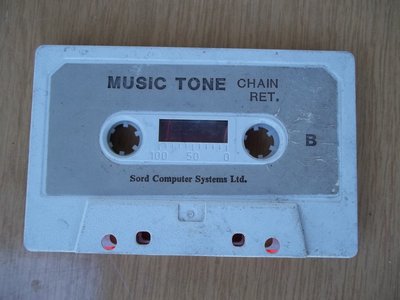 MUSIC TONE CHAIN
RET.
B
100 50 0
Sord Computer Systems Ltd.